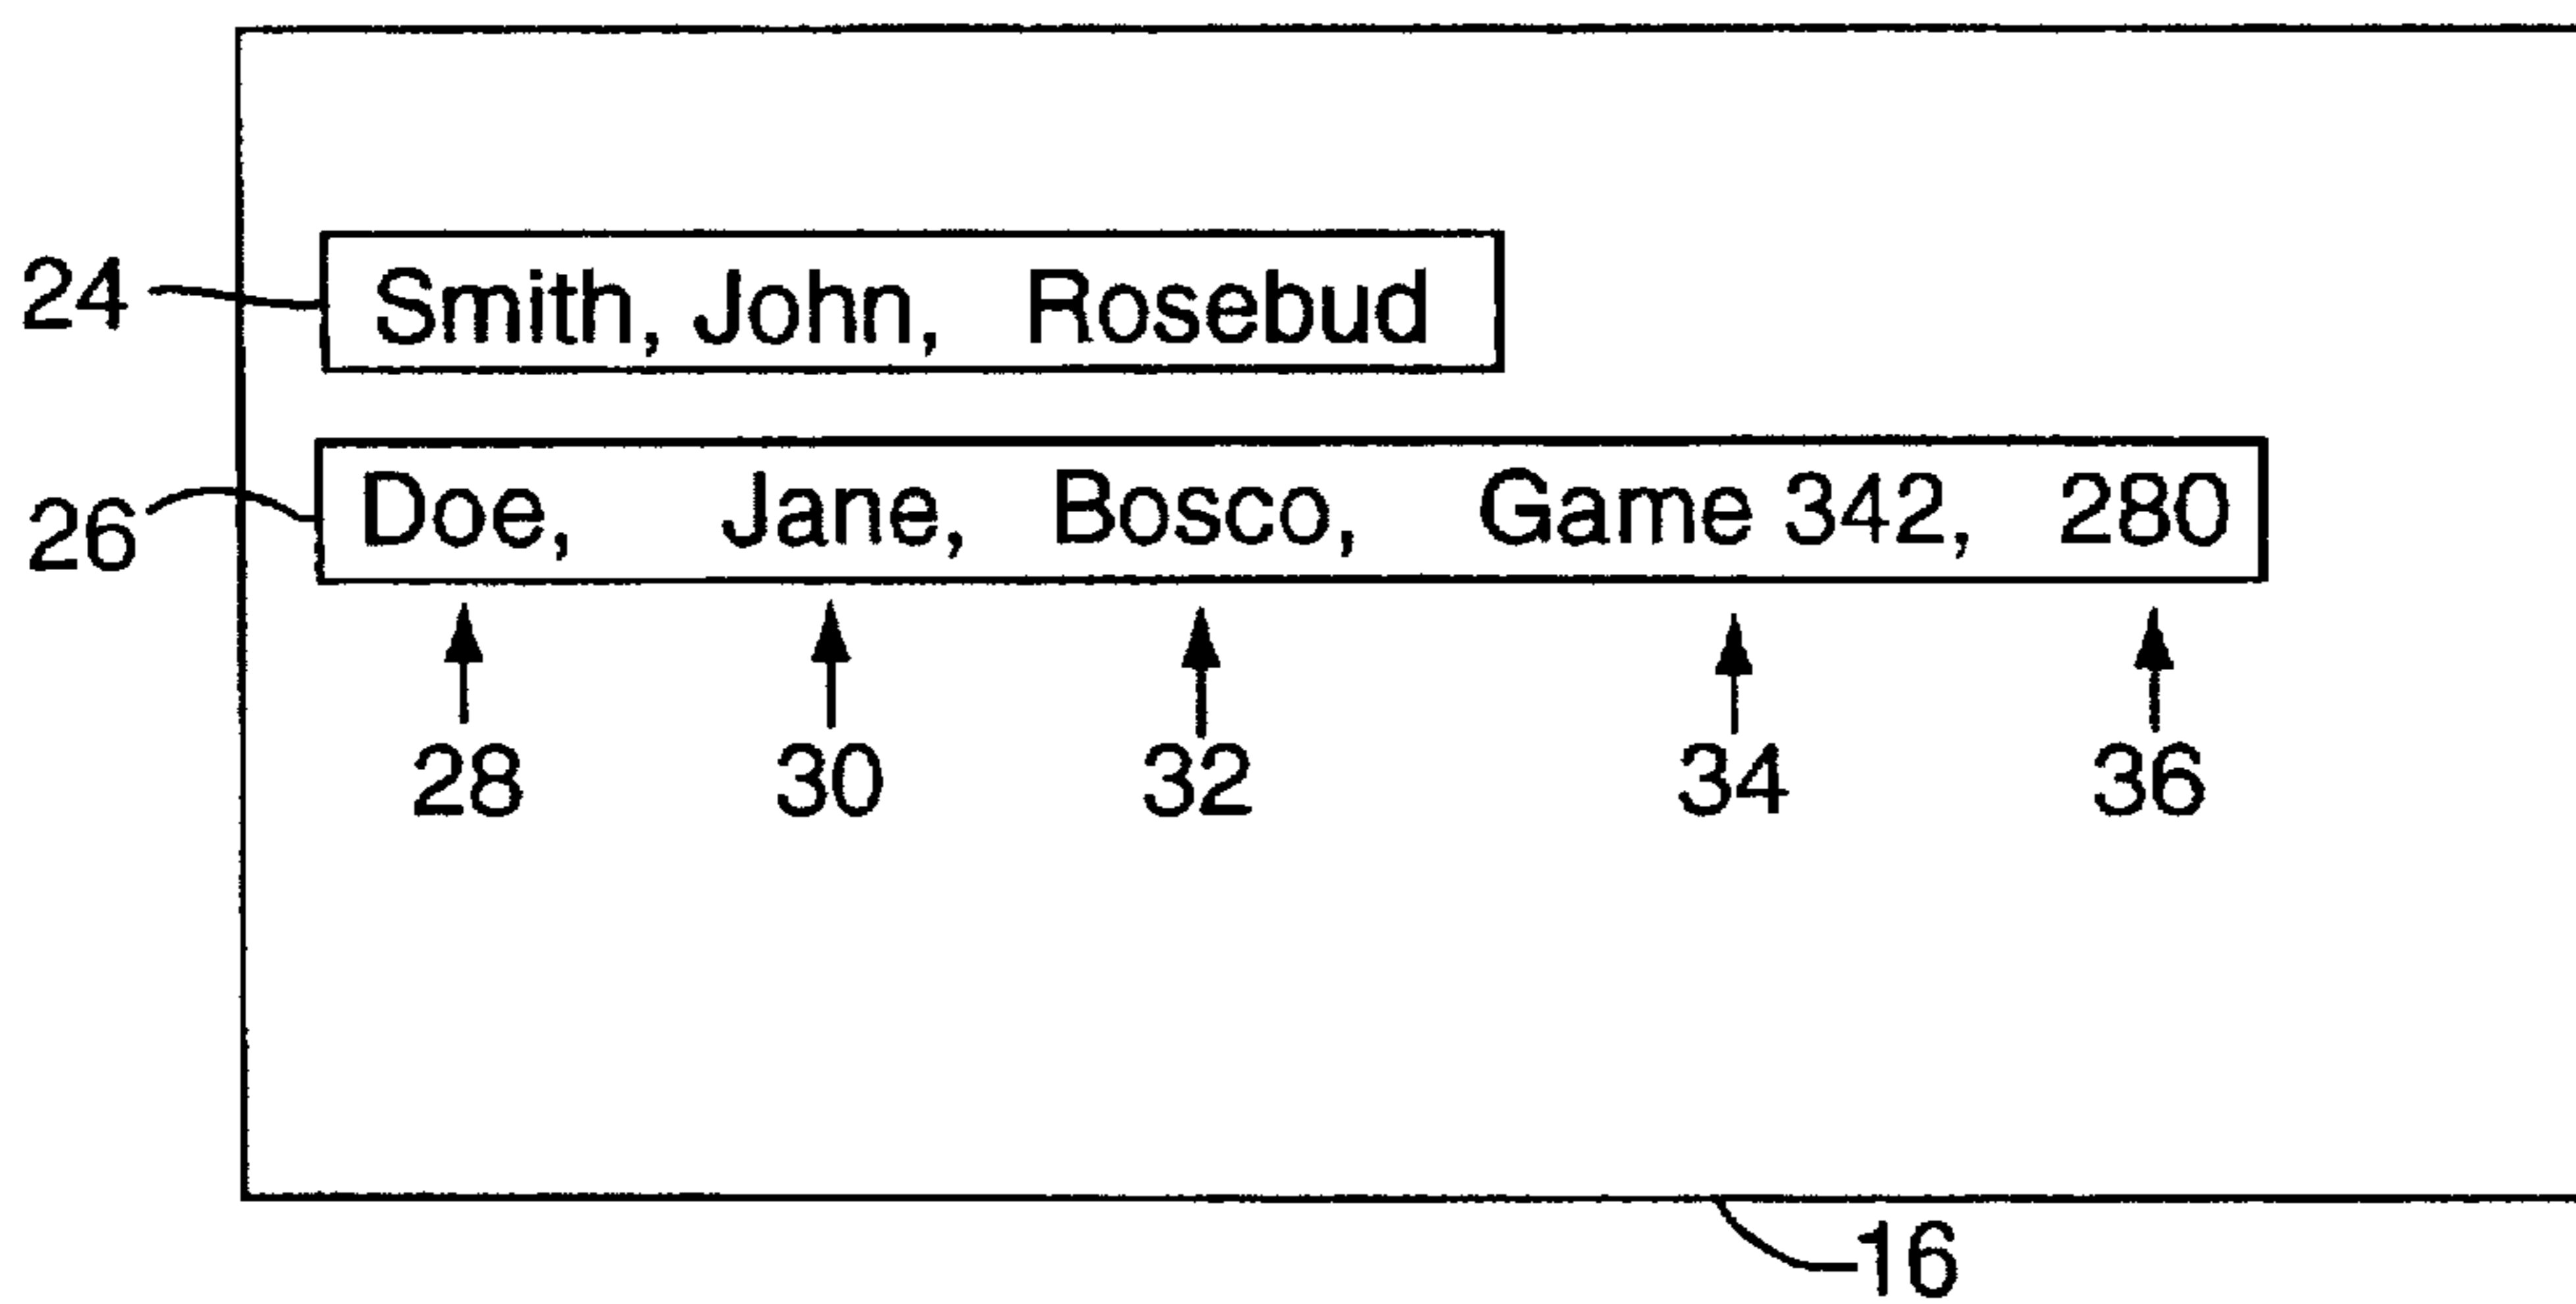 24 Smith, John, Rosebud
26 Doe, Jane, Bosco, Game 342, 280
28 30 32 34 36
16